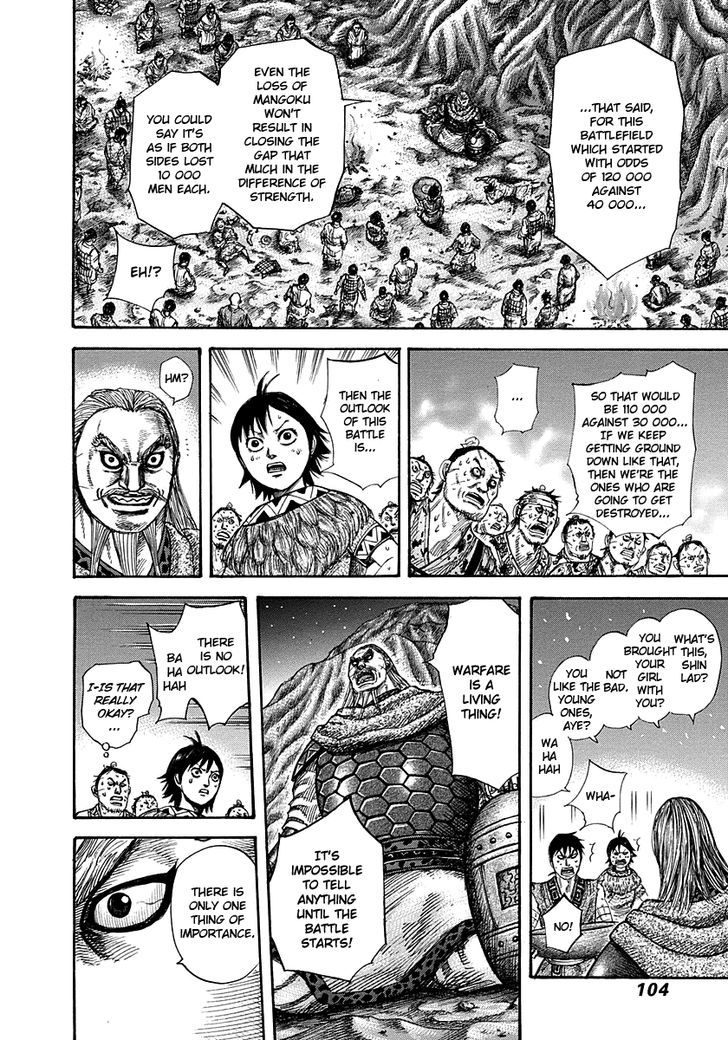 ...THAT SAID,
FOR THIS
BATTLEFIELD
WHICH STARTED
WITH ODDS
OF 120 000
AGAINST
40 000...
EVEN THE
LOSS OF
MANGOKU
WON'T
RESULT IN
CLOSING THE
GAP THAT
MUCH IN THE
DIFFERENCE OF
STRENGTH.
YOU COULD
SAY IT'S
AS IF BOTH
SIDES LOST
10 000
MEN EACH.
EH!?
SO THAT WOULD
BE 110 000
AGAINST 30 000...
IF WE KEEP
GETTING GROUND
DOWN LIKE THAT,
THEN WE'RE THE
ONES WHO ARE
GOING TO GET
DESTROYED...
...
THEN THE
OUTLOOK
OF THIS
BATTLE
IS...
HM?
WHAT'S
THIS,
SHIN
LAD?
YOU
BROUGHT
YOUR
GIRL
WITH
YOU?
NOT
BAD.
YOU
LIKE THE
YOUNG
ONES,
AYE?
WA
HA
HAH
WHA-
NO!
WARFARE
IS A
LIVING
THING!
IT'S
IMPOSSIBLE
TO TELL
ANYTHING
UNTIL THE
BATTLE
STARTS!
THERE
IS NO
OUTLOOK!
BA
HA
HAH
I-IS THAT
REALLY
OKAY?
...
THERE IS
ONLY ONE
THING OF
IMPORTANCE.
104